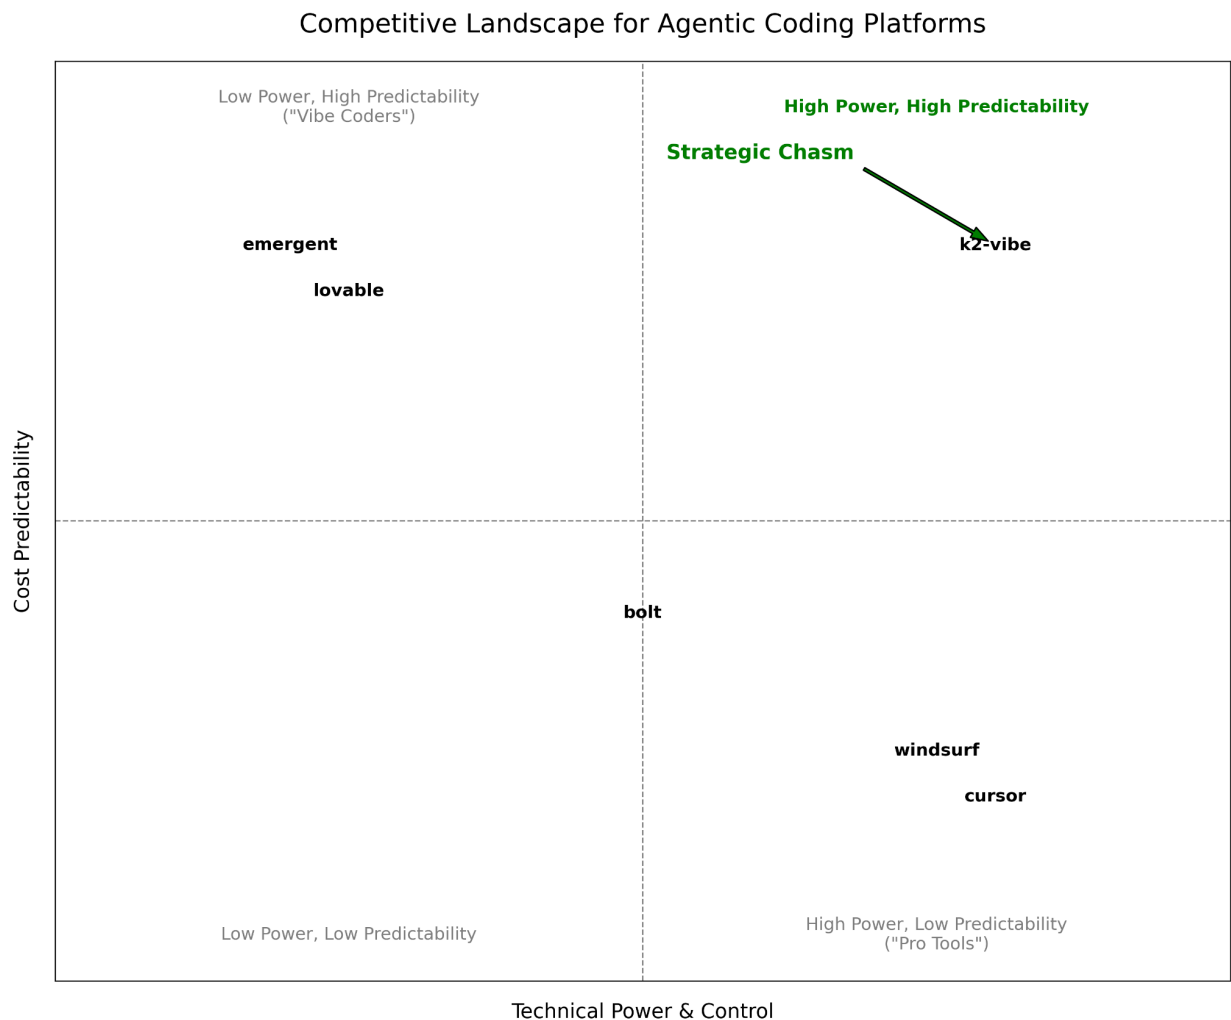 Competitive Landscape for Agentic Coding Platforms
Low Power, High Predictability
("Vibe Coders")
High Power, High Predictability
Strategic Chasm
emergent
k2-vibe
lovable
Cost Predictability
bolt
windsurf
cursor
Low Power, Low Predictability
High Power, Low Predictability
("Pro Tools")
Technical Power & Control